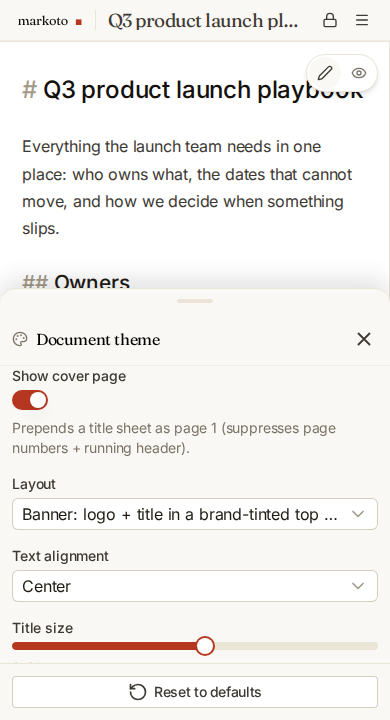 markoto
Q3 product launch pl...
# Q3 product launch playbook
Everything the launch team needs in one
place: who owns what, the dates that cannot
move, and how we decide when something
slips.
## Owners
Document theme
Show cover page
Prepends a title sheet as page 1 (suppresses page
numbers + running header).
Layout
Banner: logo + title in a brand-tinted top ...
Text alignment
Center
Title size
Reset to defaults